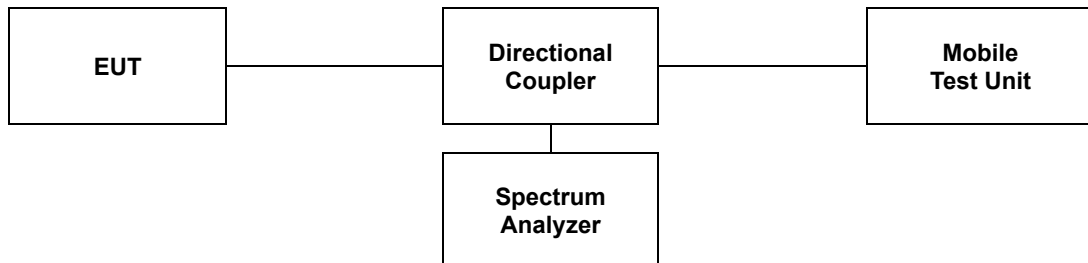 EUT
Directional
Coupler
Mobile
Test Unit
Spectrum
Analyzer